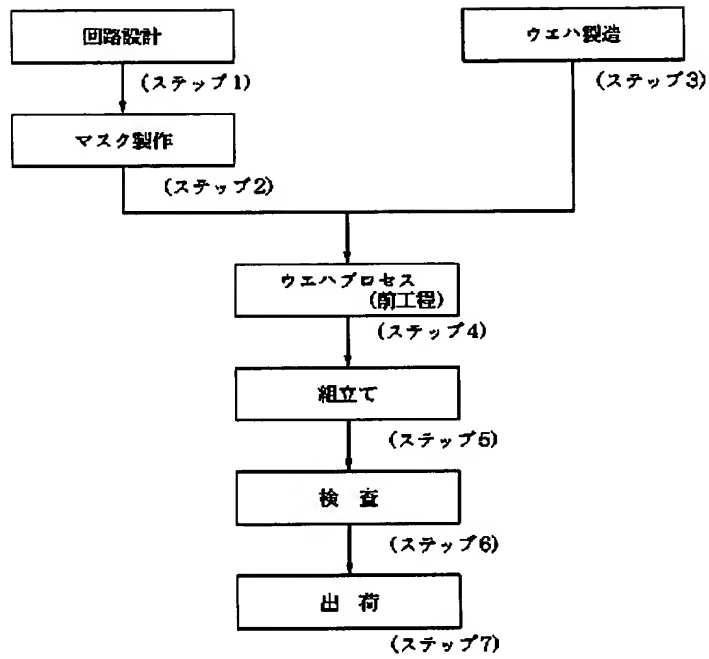 回路設計
(ステップ1)
マスク製作
(ステップ2)
ウエハ製造
(ステップ3)
ウエハプロセス
(前工程)
(ステップ4)
組立て
(ステップ5)
検 査
(ステップ6)
出 荷
(ステップ7)